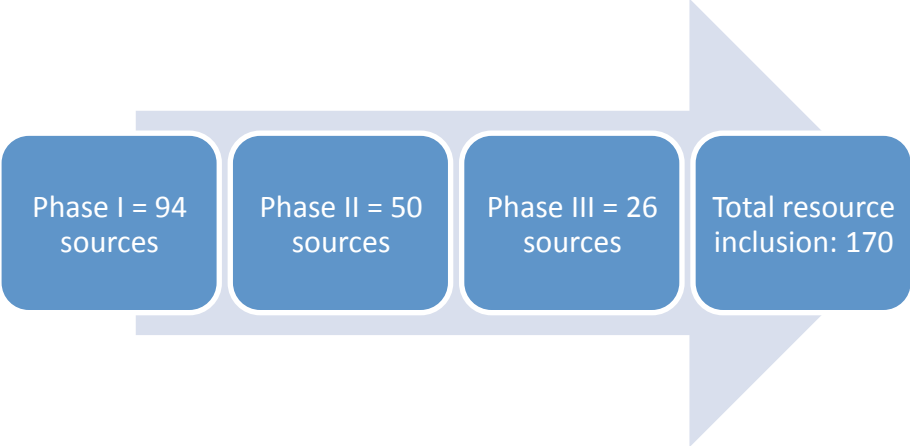 Phase I = 94
sources
Phase II = 50
sources
Phase III = 26
sources
Total resource
inclusion: 170